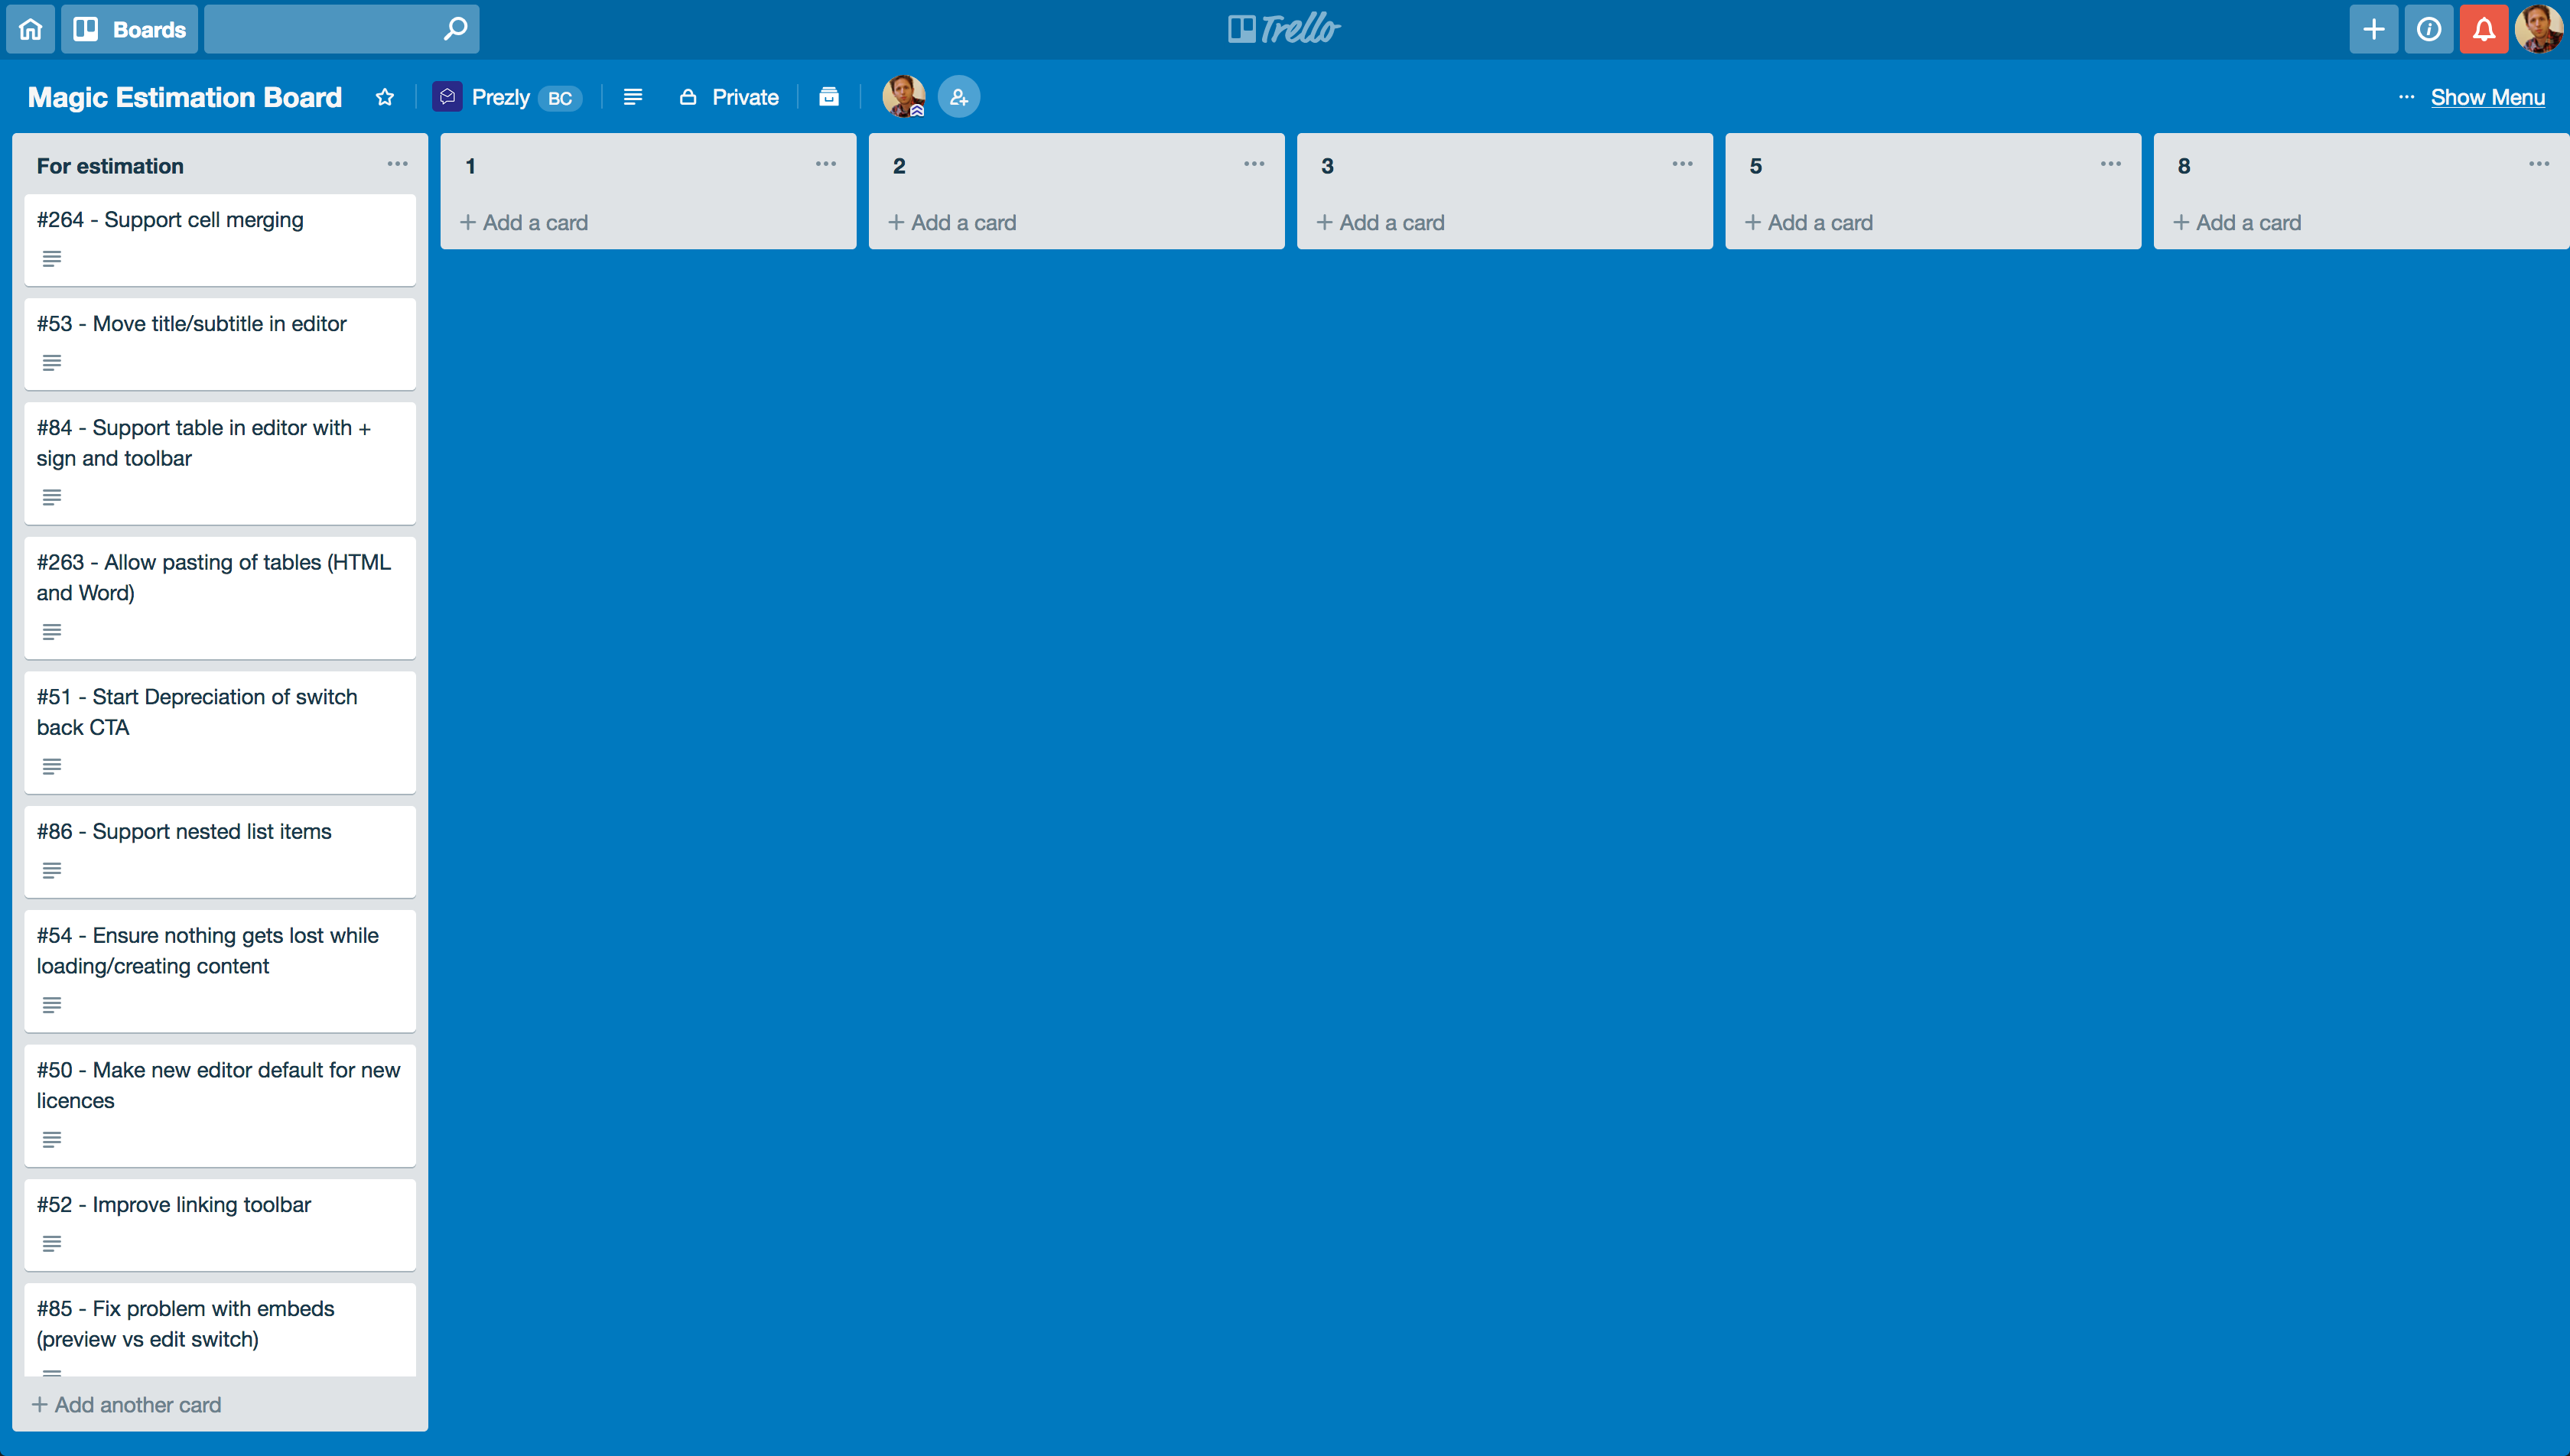 Boards
Trello
Magic Estimation Board
Prezly BC
Private
... Show Menu
For estimation
#264 - Support cell merging
#53 - Move title/subtitle in editor
#84 - Support table in editor with +
sign and toolbar
#263 - Allow pasting of tables (HTML
and Word)
#51 - Start Depreciation of switch
back CTA
#86 - Support nested list items
#54 - Ensure nothing gets lost while
loading/creating content
#50 - Make new editor default for new
licences
#52 - Improve linking toolbar
#85 - Fix problem with embeds
(preview vs edit switch)
+ Add another card
1
+ Add a card
2
+ Add a card
3
+ Add a card
5
+ Add a card
8
+ Add a card